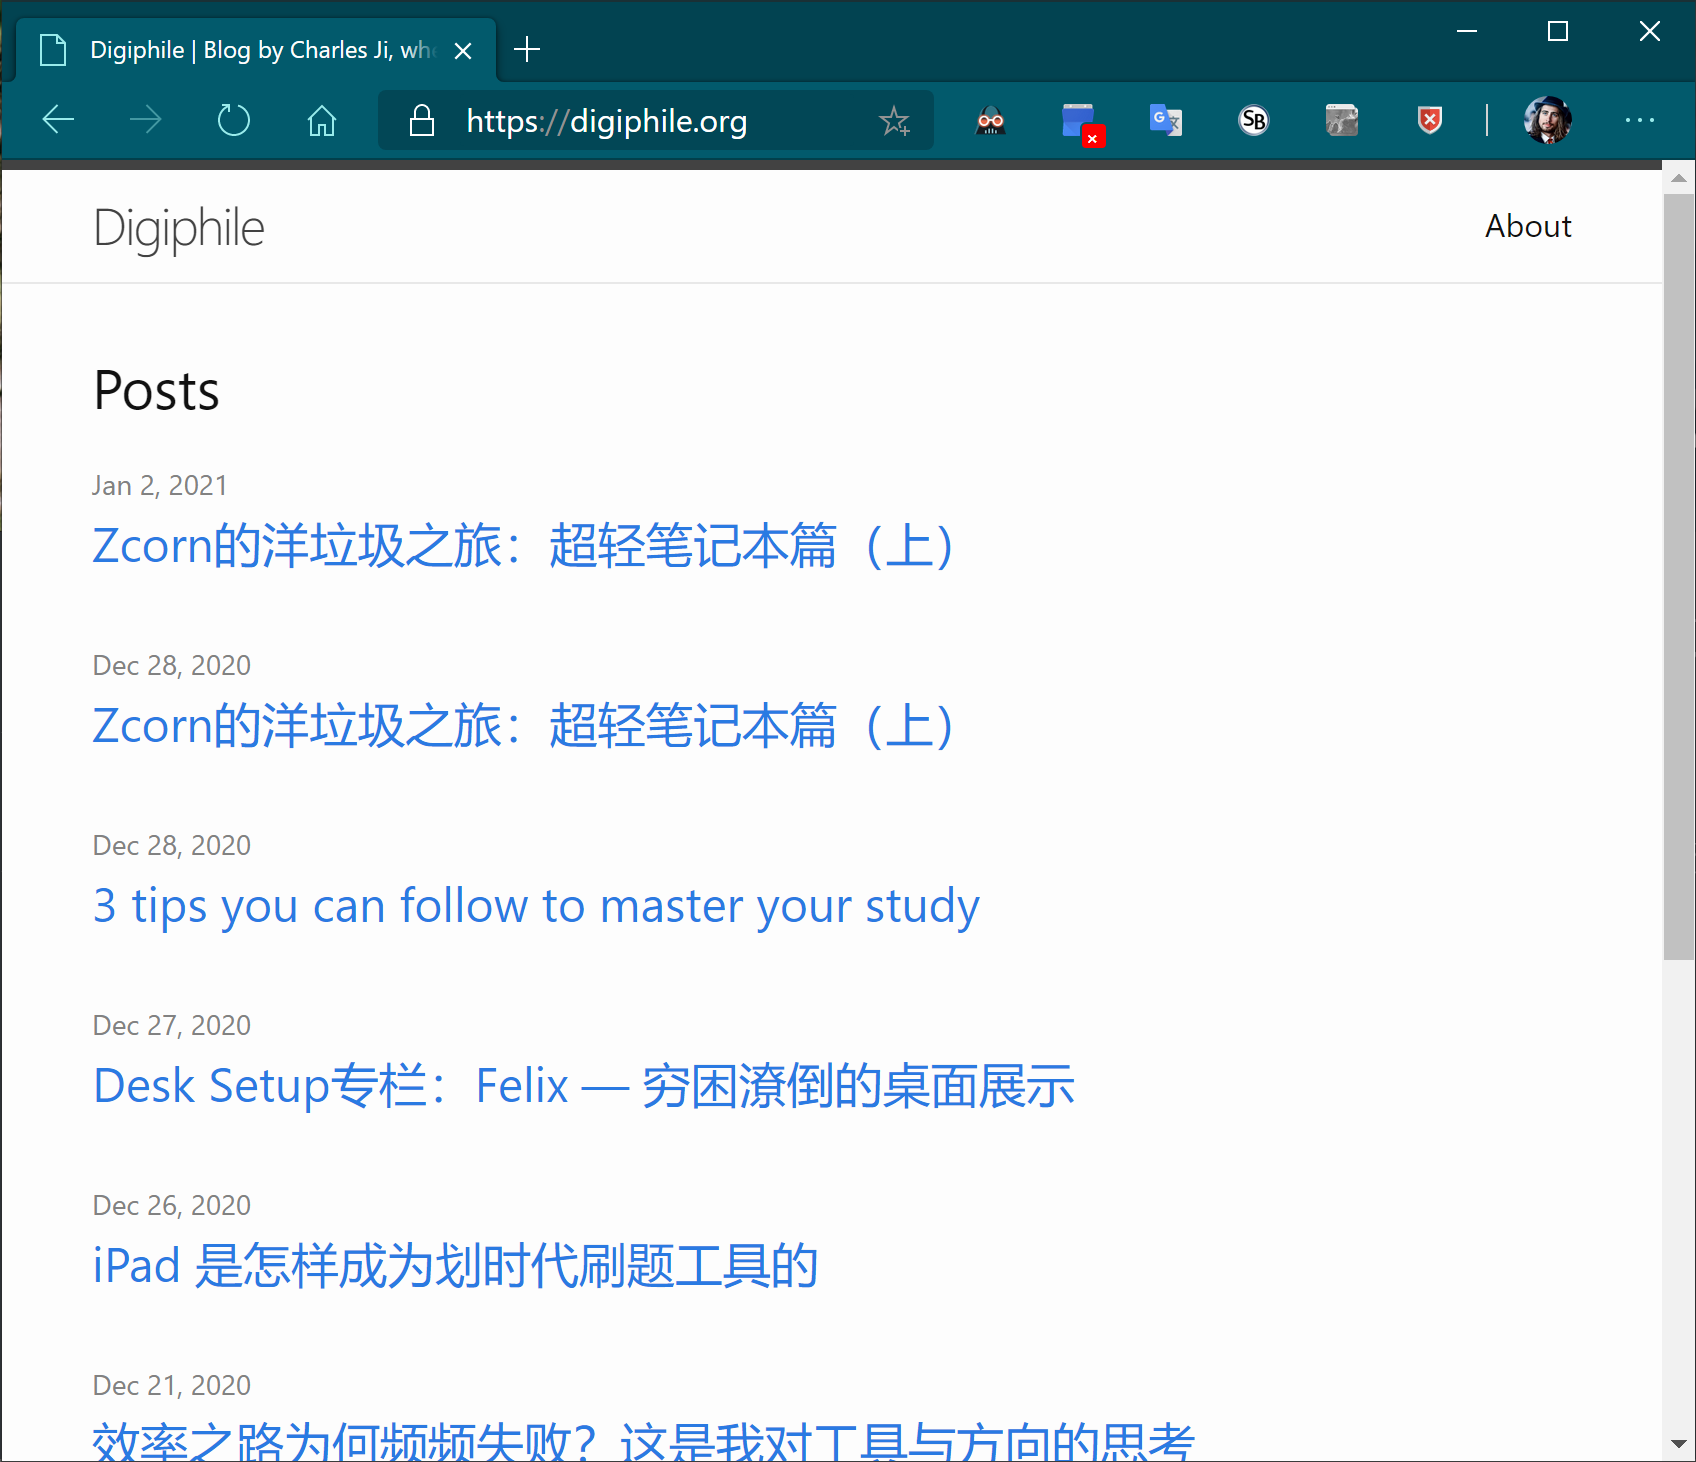 Digiphile | Blog by Charles Ji, whe
https://digiphile.org
SB
G
Digiphile
About
Posts
Jan 2, 2021
Zcorn的洋垃圾之旅：超轻笔记本篇（上）
Dec 28, 2020
Zcorn的洋垃圾之旅：超轻笔记本篇（上）
Dec 28, 2020
3 tips you can follow to master your study
Dec 27, 2020
Desk Setup专栏：Felix — 穷困潦倒的桌面展示
Dec 26, 2020
iPad 是怎样成为划时代刷题工具的
Dec 21, 2020
效率之路为何频频失败？这是我对工具与方向的思考